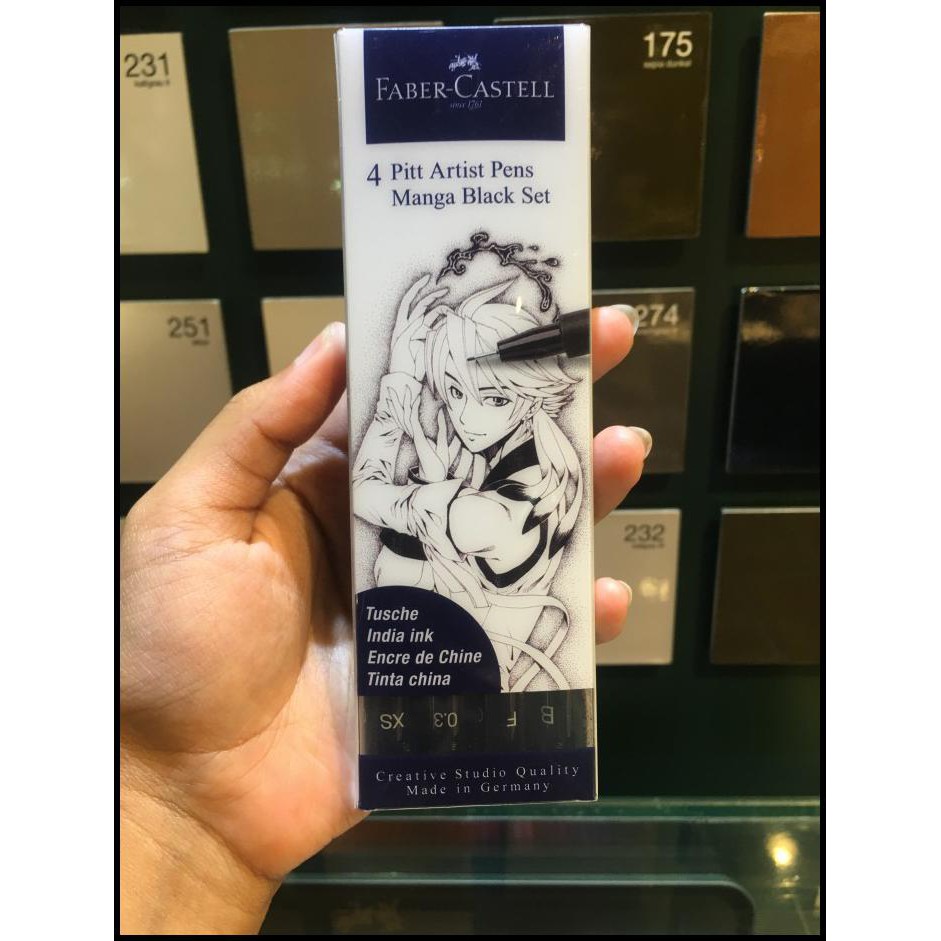 231
175
FABER-CASTELL
since 1761
4 Pitt Artist Pens
Manga Black Set
251
274
232
Tusche
India ink
Encre de Chine
Tinta china
XS 0.3 F B
Creative Studio Quality
Made in Germany